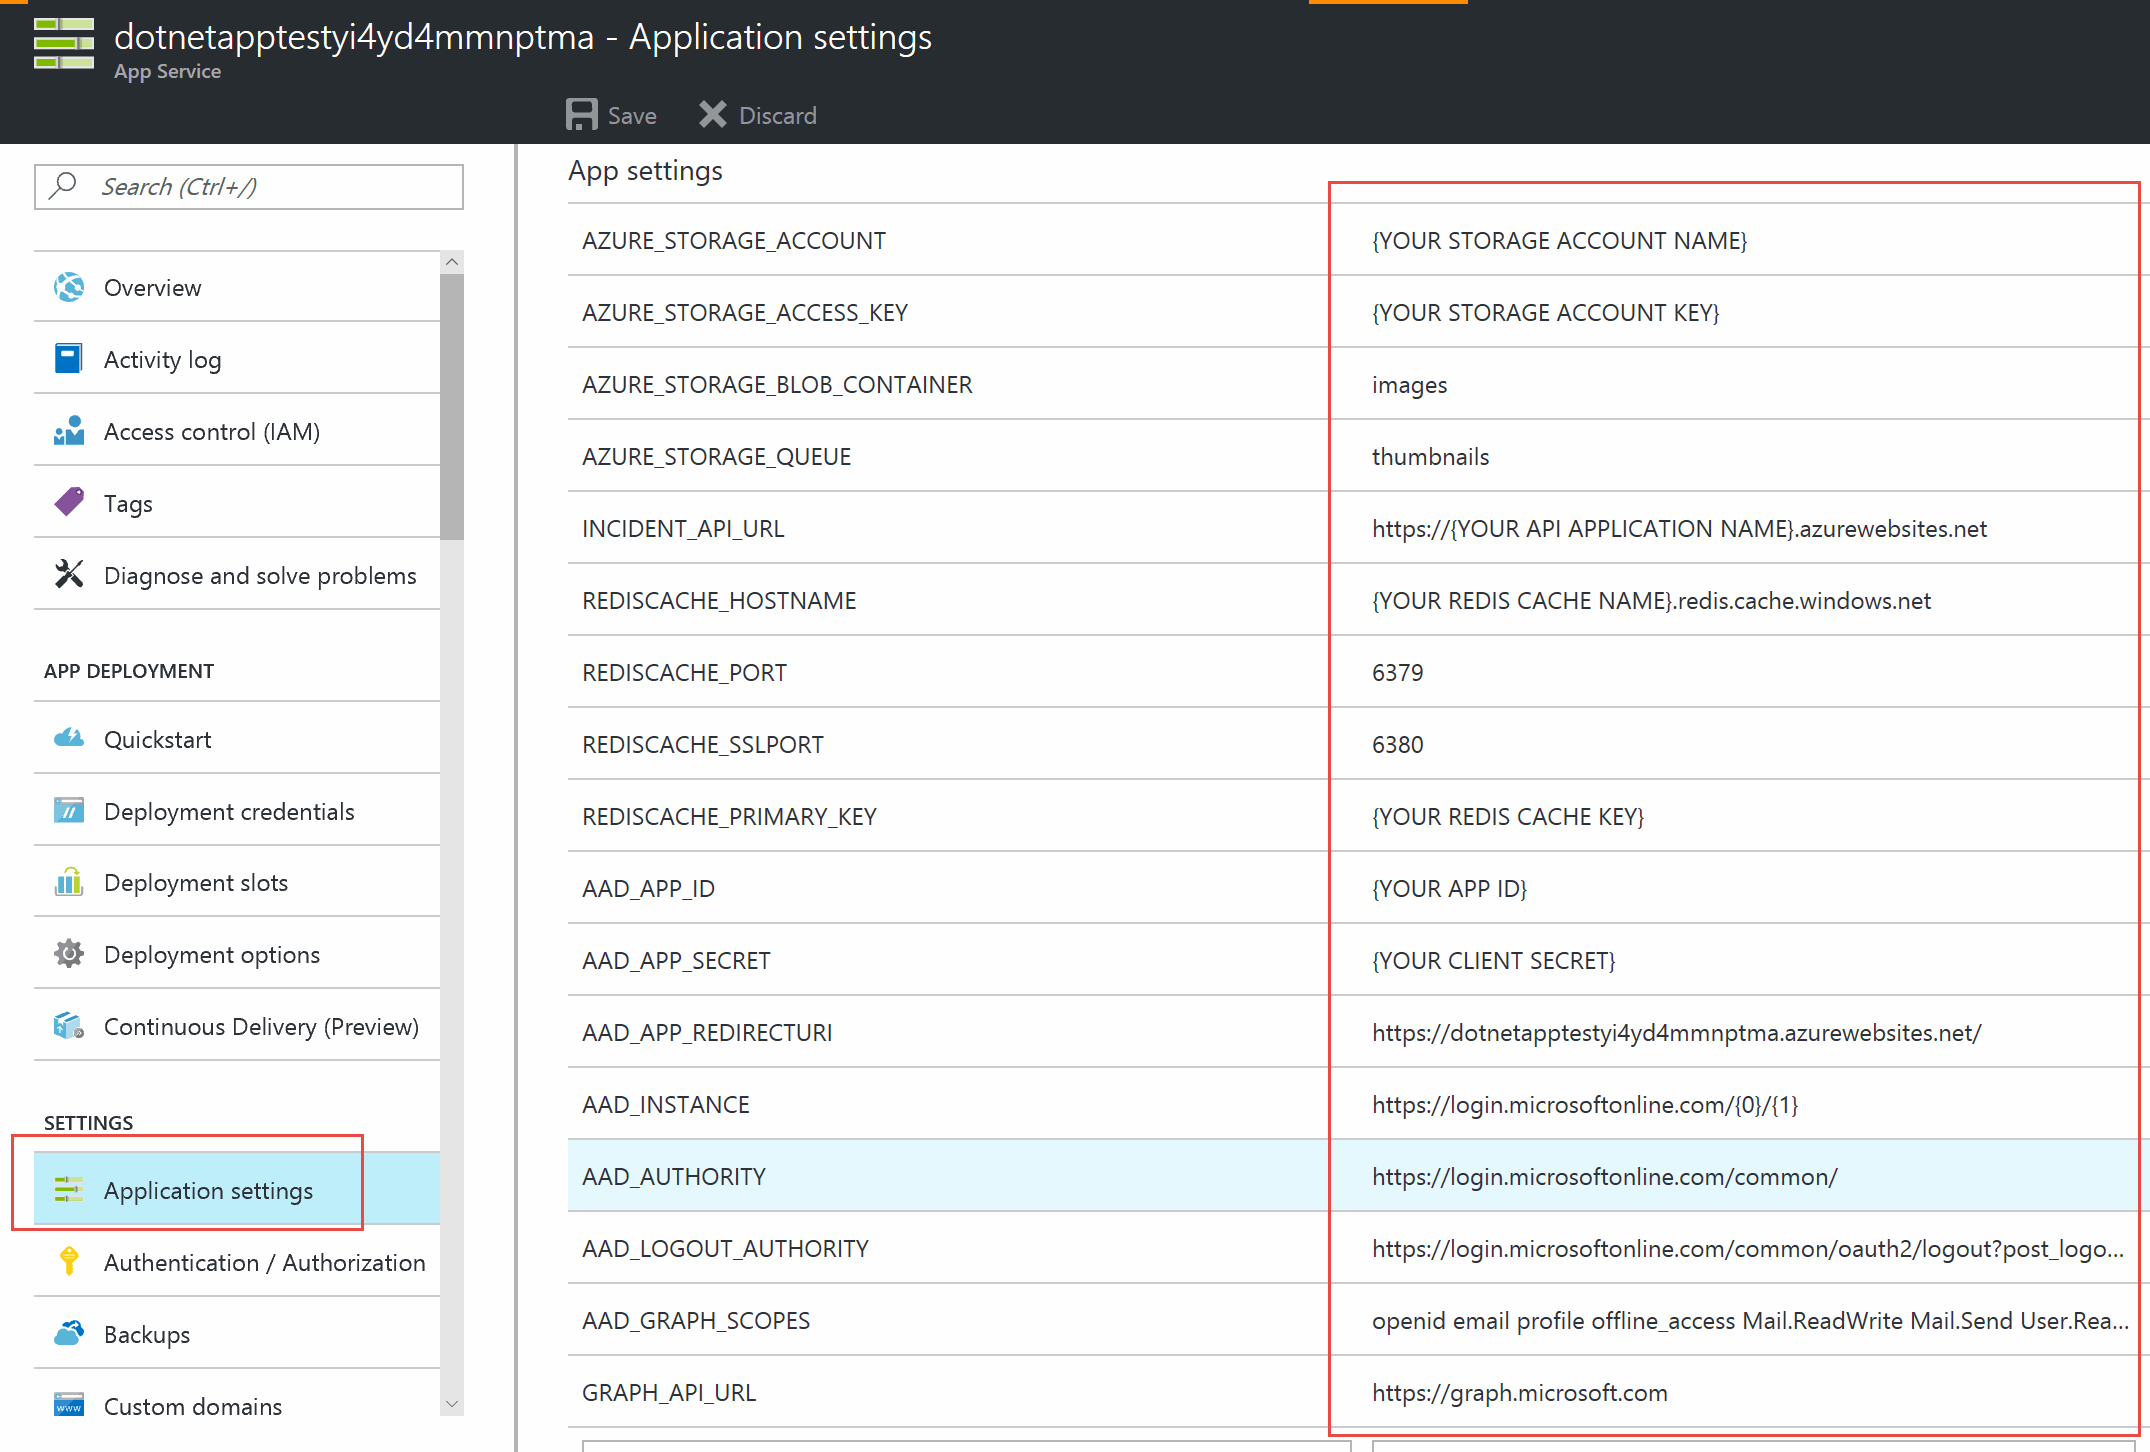 dotnetapptestyi4yd4mmnptma - Application settings
App Service
Save Discard
Search (Ctrl+/)
Overview
Activity log
Access control (IAM)
Tags
Diagnose and solve problems
APP DEPLOYMENT
Quickstart
Deployment credentials
Deployment slots
Deployment options
Continuous Delivery (Preview)
SETTINGS
Application settings
Authentication / Authorization
Backups
www
Custom domains
App settings
AZURE_STORAGE_ACCOUNT {YOUR STORAGE ACCOUNT NAME}
AZURE_STORAGE_ACCESS_KEY {YOUR STORAGE ACCOUNT KEY}
AZURE_STORAGE_BLOB_CONTAINER images
AZURE_STORAGE_QUEUE thumbnails
INCIDENT_API_URL https://{YOUR API APPLICATION NAME}.azurewebsites.net
REDISCACHE_HOSTNAME {YOUR REDIS CACHE NAME}.redis.cache.windows.net
REDISCACHE_PORT 6379
REDISCACHE_SSLPORT 6380
REDISCACHE_PRIMARY_KEY {YOUR REDIS CACHE KEY}
AAD_APP_ID {YOUR APP ID}
AAD_APP_SECRET {YOUR CLIENT SECRET}
AAD_APP_REDIRECTURI https://dotnetapptestyi4yd4mmnptma.azurewebsites.net/
AAD_INSTANCE https://login.microsoftonline.com/{0}/{1}
AAD_AUTHORITY https://login.microsoftonline.com/common/
AAD_LOGOUT_AUTHORITY https://login.microsoftonline.com/common/oauth2/logout?post_logo...
AAD_GRAPH_SCOPES openid email profile offline_access Mail.ReadWrite Mail.Send User.Rea...
GRAPH_API_URL https://graph.microsoft.com